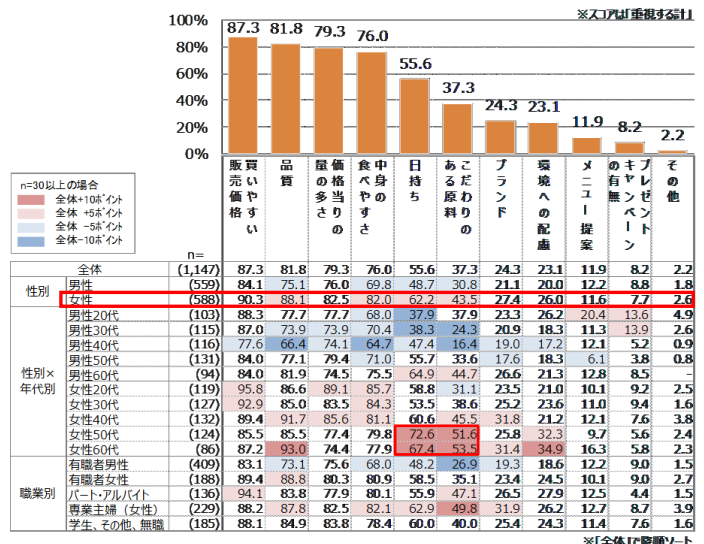 ※スコアは「重視する計」
100%
80%
60%
40%
20%
0%
87.3 81.8 79.3 76.0 55.6 37.3 24.3 23.1 11.9 8.2 2.2
買いやすい販売価格
品質
価格当りの量の多さ
中身の食べやすさ
日持ち
こだわりのある原料
ブランド
環境への配慮
メニュー提案
プレゼントキャンペーンの有無
その他
n=30以上の場合
全体+10ポイント
全体 +5ポイント
全体 -5ポイント
全体-10ポイント
n=
全体 (1,147) 87.3 81.8 79.3 76.0 55.6 37.3 24.3 23.1 11.9 8.2 2.2
性別
男性 (559) 84.1 75.1 76.0 69.8 48.7 30.8 21.1 20.0 12.2 8.8 1.8
女性 (588) 90.3 88.1 82.5 82.0 62.2 43.5 27.4 26.0 11.6 7.7 2.6
性別×年代別
男性20代 (103) 88.3 77.7 77.7 68.0 37.9 37.9 23.3 26.2 20.4 13.6 4.9
男性30代 (115) 87.0 73.9 73.9 70.4 38.3 24.3 20.9 18.3 11.3 13.9 2.6
男性40代 (116) 77.6 66.4 74.1 64.7 47.4 16.4 19.0 17.2 12.1 5.2 0.9
男性50代 (131) 84.0 77.1 79.4 71.0 55.7 33.6 17.6 18.3 6.1 3.8 0.8
男性60代 (94) 84.0 81.9 74.5 75.5 64.9 44.7 26.6 21.3 12.8 8.5 -
女性20代 (119) 95.8 86.6 89.1 85.7 58.8 31.1 23.5 21.0 10.1 9.2 2.5
女性30代 (127) 92.9 85.0 83.5 84.3 53.5 38.6 25.2 23.6 11.0 9.4 1.6
女性40代 (132) 89.4 91.7 85.6 81.1 60.6 45.5 31.8 21.2 12.1 7.6 3.8
女性50代 (124) 85.5 85.5 77.4 79.8 72.6 51.6 25.8 32.3 9.7 5.6 2.4
女性60代 (86) 87.2 93.0 74.4 77.9 67.4 53.5 31.4 34.9 16.3 5.8 2.3
職業別
有職者男性 (409) 83.1 73.1 75.6 68.0 48.2 26.9 19.3 18.6 12.2 9.0 1.5
有職者女性 (188) 89.4 88.8 80.3 80.9 58.5 35.1 23.4 24.5 10.1 9.0 2.7
パート・アルバイト (136) 94.1 83.8 77.9 80.1 55.9 47.1 26.5 27.9 12.5 4.4 1.5
専業主婦（女性） (229) 88.2 87.8 82.5 82.1 62.9 49.8 31.9 26.2 12.7 8.7 3.9
学生、その他、無職 (185) 88.1 84.9 83.8 78.4 60.0 40.0 25.4 24.3 11.4 7.6 1.6
※「全体」で降順ソート